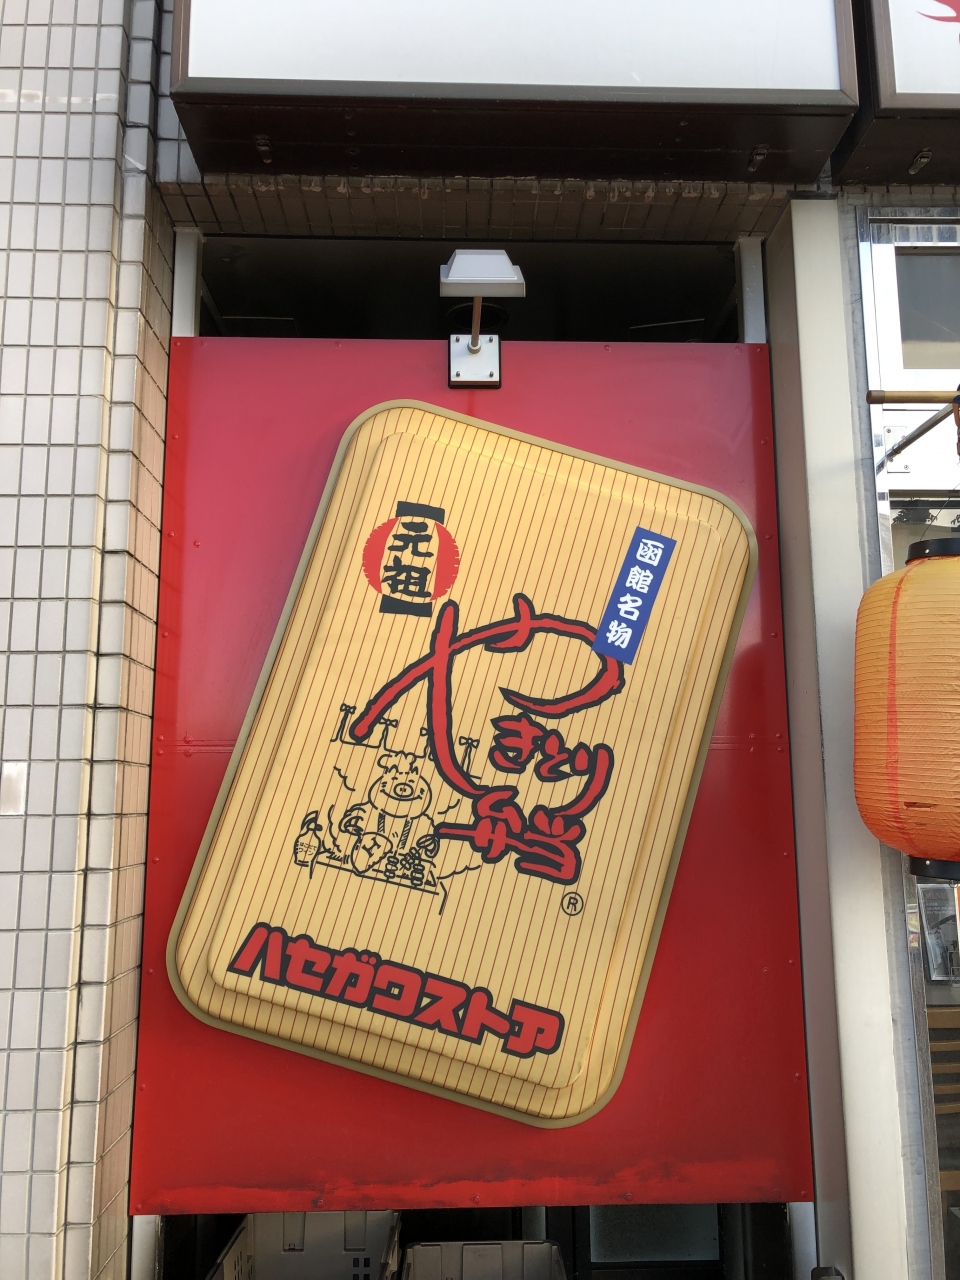 元祖
函館名物
やきとり
弁当
®
ハセガワストア